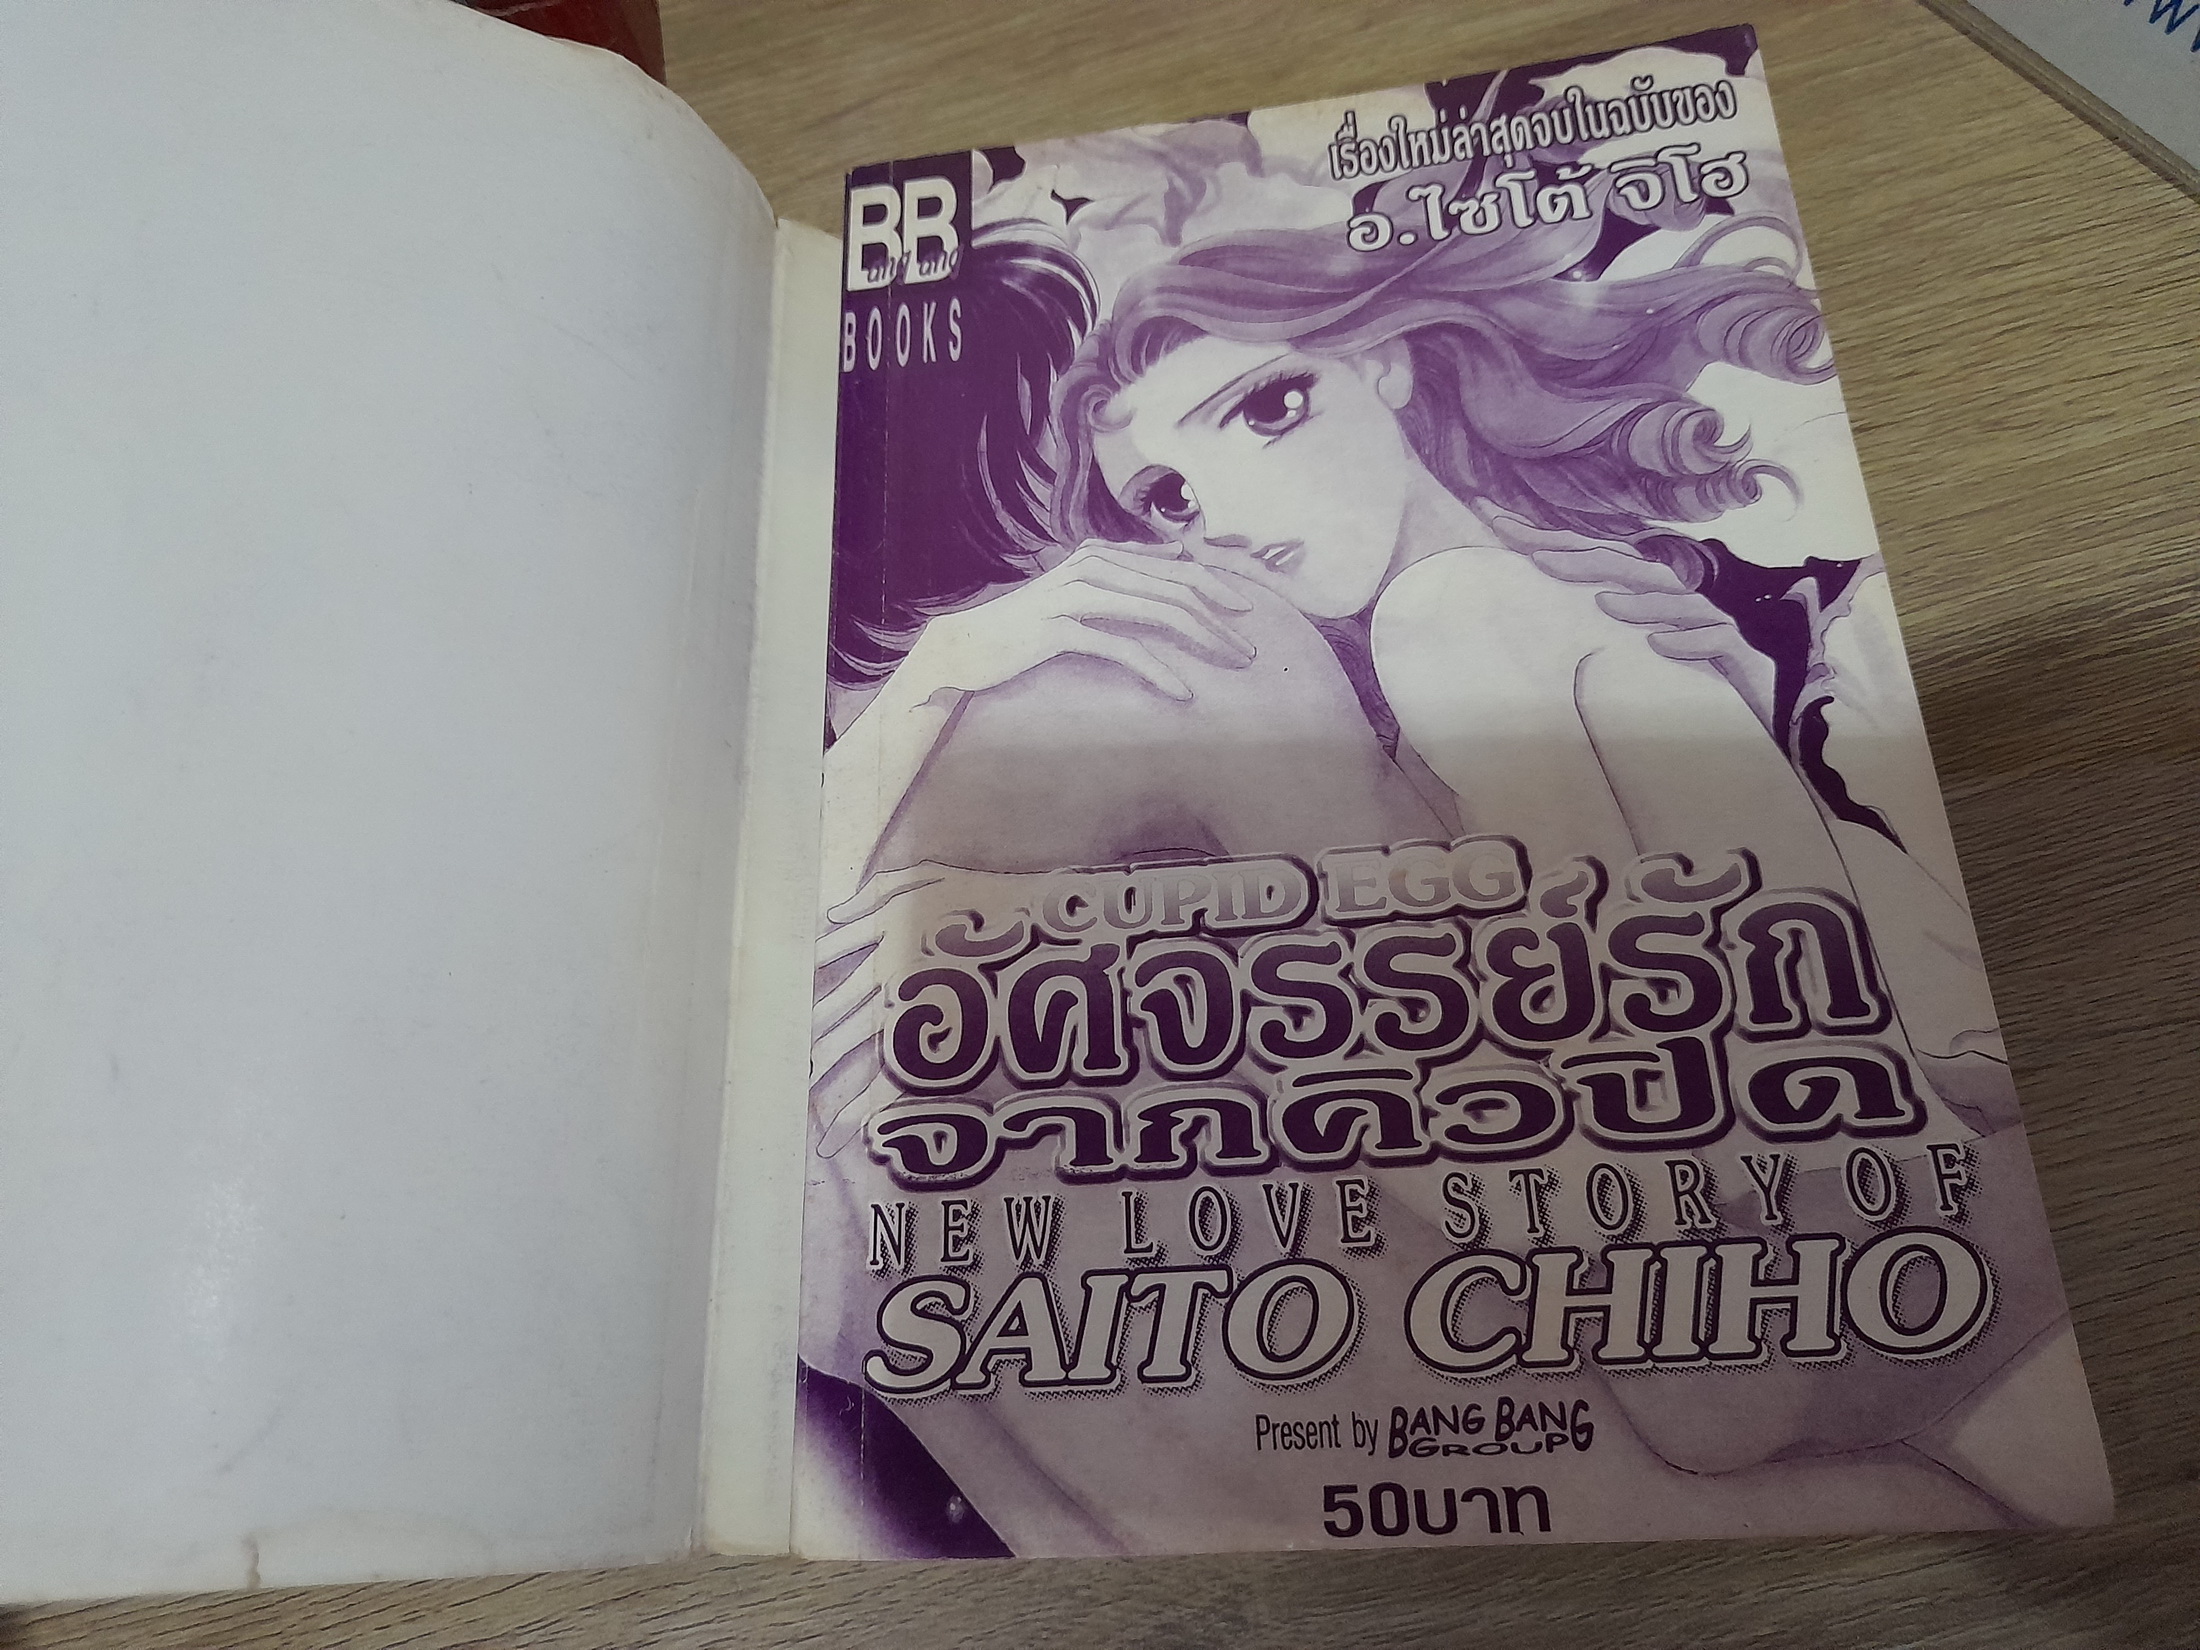 เรื่องใหม่ล่าสุดจบในฉบับของ
อ.ไซโต้ จิโฮ
BB
BOOKS
CUPID EGG
อัศจรรย์รัก
จากคิวปิด
NEW LOVE STORY OF
SAITO CHIHO
Present by BANG BANG GROUP
50บาท